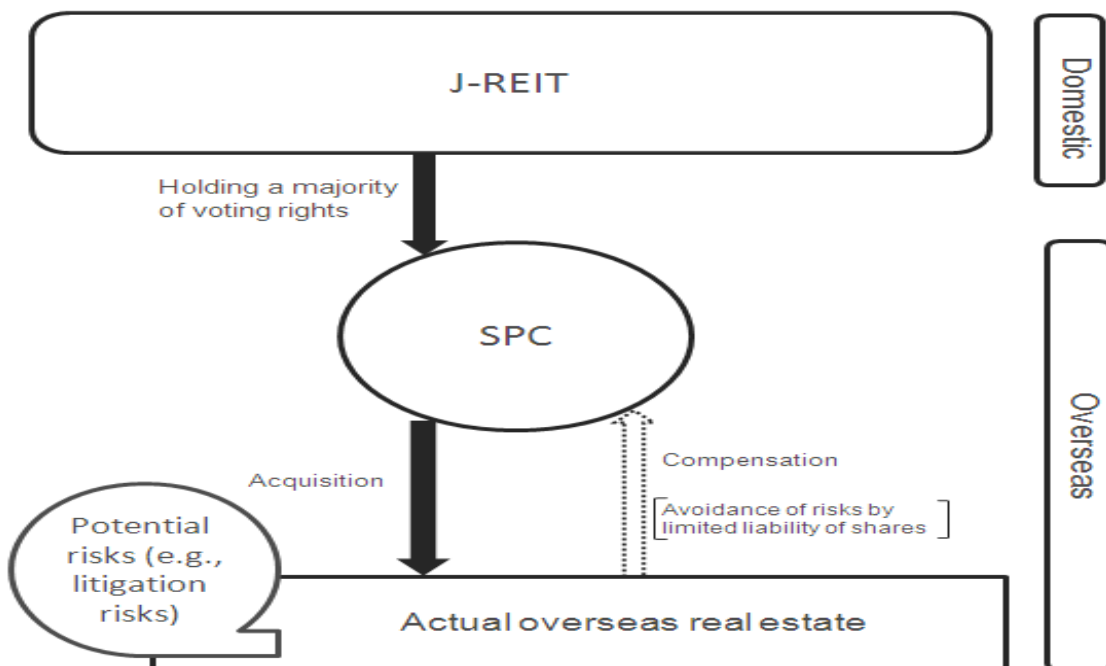 J-REIT
Domestic
Holding a majority
of voting rights
SPC
Overseas
Acquisition
Compensation
Avoidance of risks by
limited liability of shares
Potential
risks (e.g.,
litigation
risks)
Actual overseas real estate